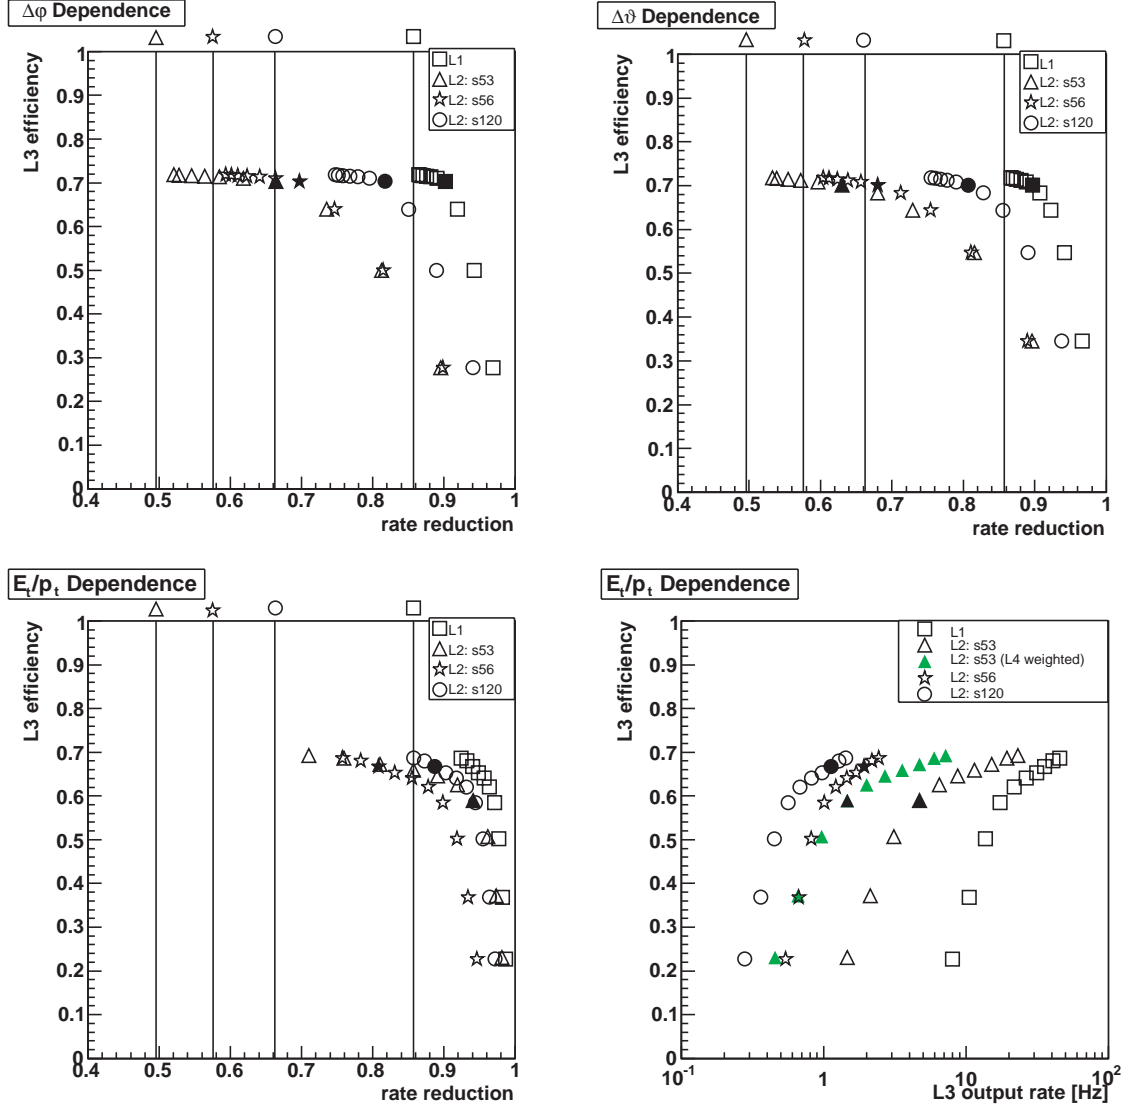 Δφ Dependence
L3 efficiency
1
0.9
0.8
0.7
0.6
0.5
0.4
0.3
0.2
0.1
0
0.4 0.5 0.6 0.7 0.8 0.9 1
rate reduction
L1
L2: s53
L2: s56
L2: s120
Δϑ Dependence
L3 efficiency
1
0.9
0.8
0.7
0.6
0.5
0.4
0.3
0.2
0.1
0
0.4 0.5 0.6 0.7 0.8 0.9 1
rate reduction
L1
L2: s53
L2: s56
L2: s120
Et/pt Dependence
L3 efficiency
1
0.9
0.8
0.7
0.6
0.5
0.4
0.3
0.2
0.1
0
0.4 0.5 0.6 0.7 0.8 0.9 1
rate reduction
L1
L2: s53
L2: s56
L2: s120
Et/pt Dependence
L3 efficiency
1
0.9
0.8
0.7
0.6
0.5
0.4
0.3
0.2
0.1
0
10-1 1 10 102
L3 output rate [Hz]
L1
L2: s53
L2: s53 (L4 weighted)
L2: s56
L2: s120